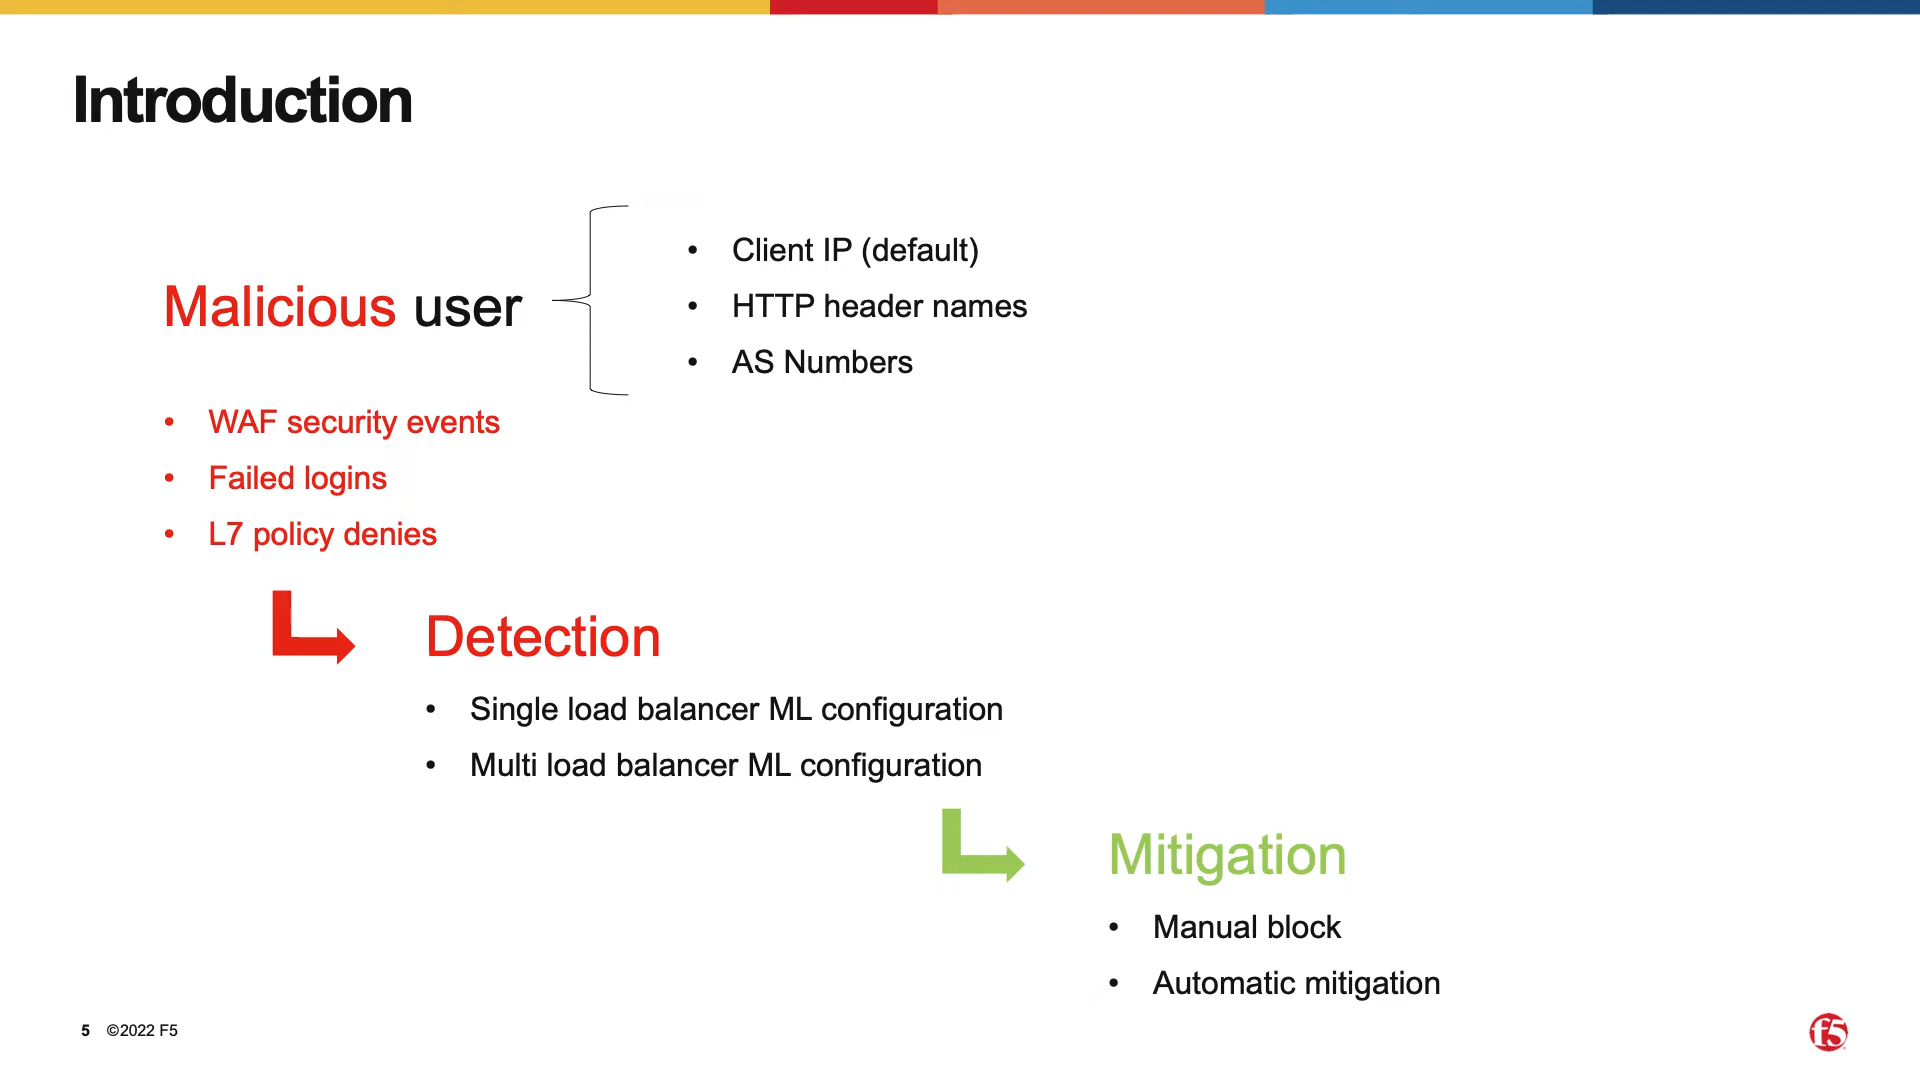 Introduction
Malicious user
• Client IP (default)
• HTTP header names
• AS Numbers
• WAF security events
• Failed logins
• L7 policy denies
Detection
• Single load balancer ML configuration
• Multi load balancer ML configuration
Mitigation
• Manual block
• Automatic mitigation
5 ©2022 F5
f5